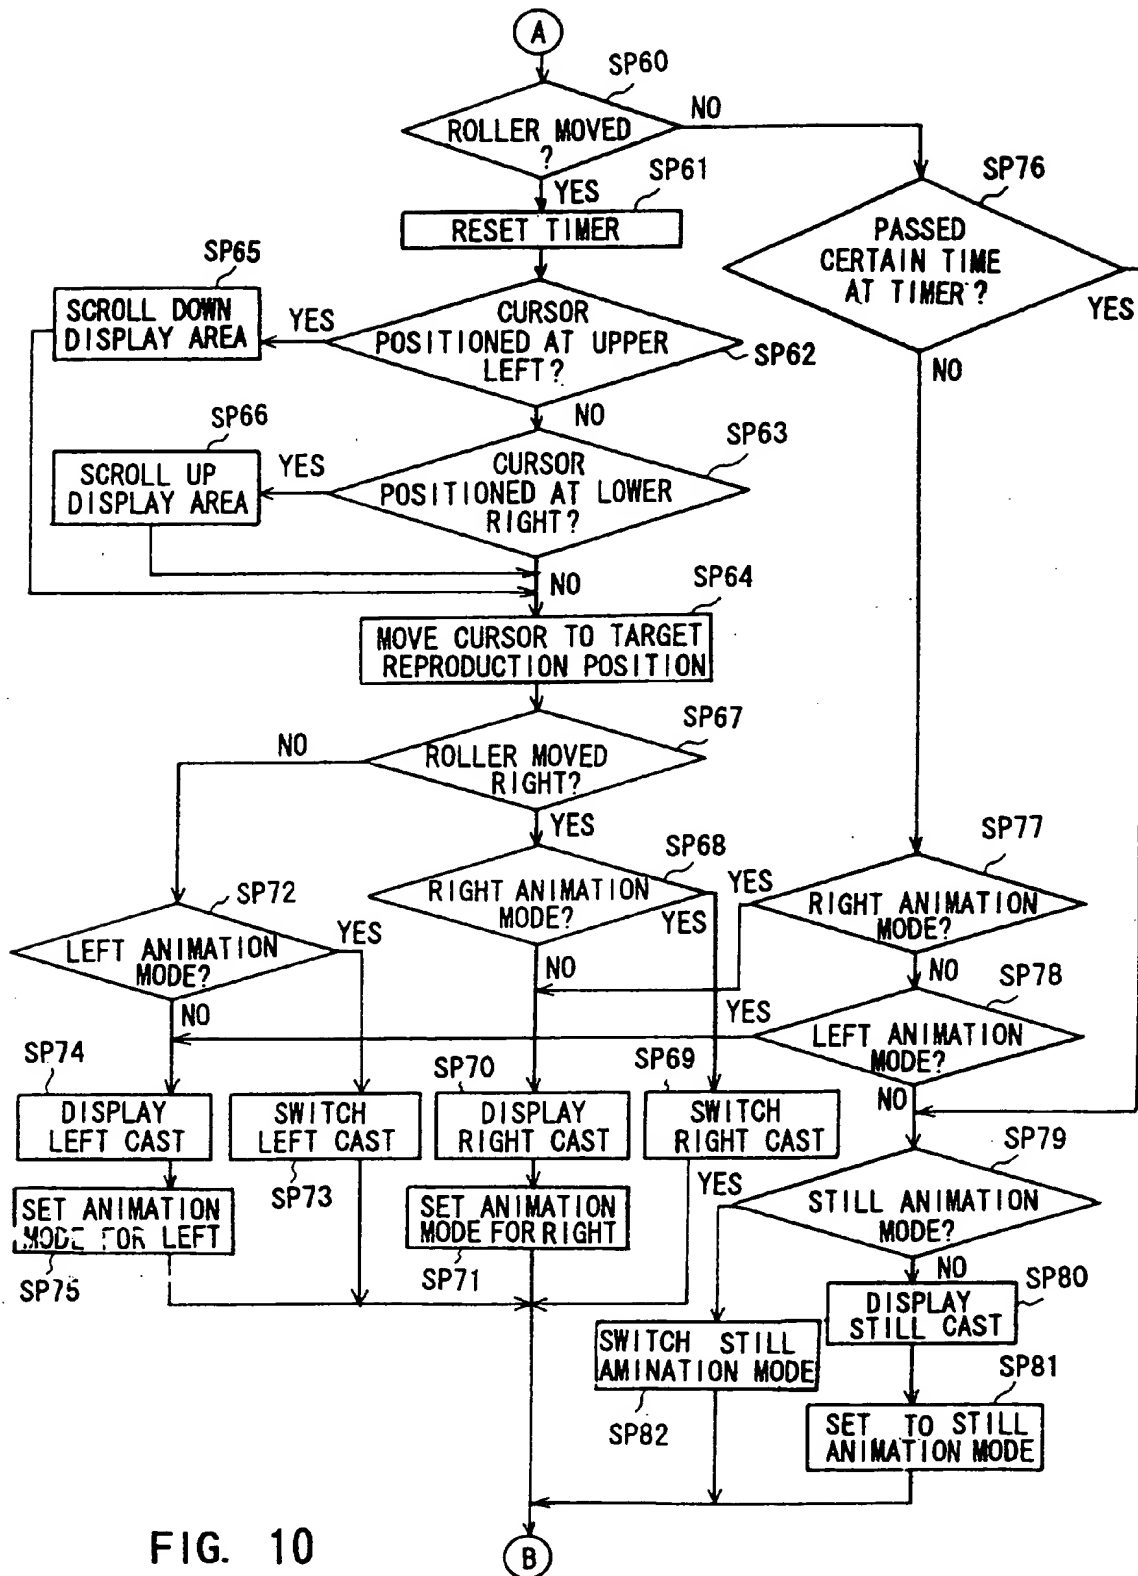 A
SP60
NO
ROLLER MOVED
?
SP61
YES
RESET TIMER
SP76
PASSED
CERTAIN TIME
AT TIMER?
YES
NO
SP65
SCROLL DOWN
DISPLAY AREA
YES
CURSOR
POSITIONED AT UPPER
LEFT?
SP62
NO
SP66
SCROLL UP
DISPLAY AREA
YES
CURSOR
POSITIONED AT LOWER
RIGHT?
SP63
NO
SP64
MOVE CURSOR TO TARGET
REPRODUCTION POSITION
SP67
NO
ROLLER MOVED
RIGHT?
YES
SP68
RIGHT ANIMATION
MODE?
YES
NO
SP77
YES
RIGHT ANIMATION
MODE?
NO
SP72
LEFT ANIMATION
MODE?
YES
NO
SP78
YES
LEFT ANIMATION
MODE?
NO
SP74
DISPLAY
LEFT CAST
SWITCH
LEFT CAST
SP73
SP70
DISPLAY
RIGHT CAST
SP69
SWITCH
RIGHT CAST
SP79
YES
STILL ANIMATION
MODE?
NO
SET ANIMATION
MODE FOR LEFT
SP75
SET ANIMATION
MODE FOR RIGHT
SP71
SP80
DISPLAY
STILL CAST
SWITCH STILL
AMINATION MODE
SP82
SP81
SET TO STILL
ANIMATION MODE
FIG. 10
B